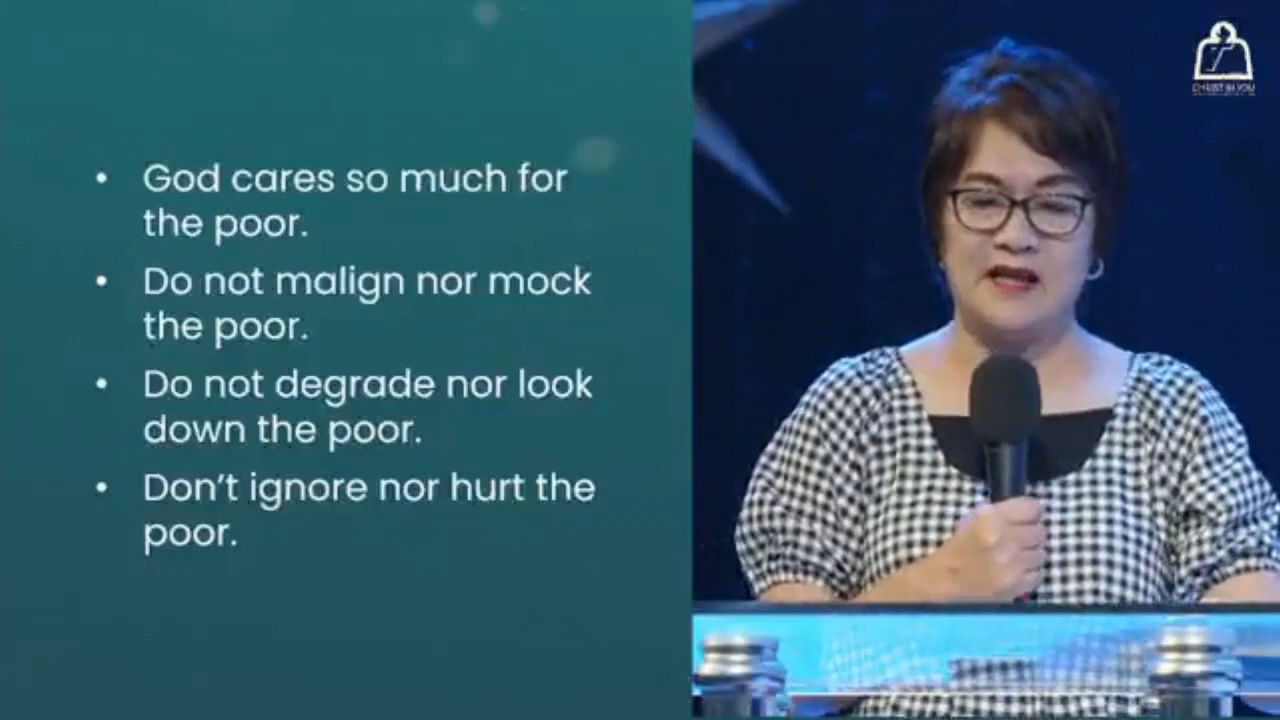 • God cares so much for
the poor.
• Do not malign nor mock
the poor.
• Do not degrade nor look
down the poor.
• Don’t ignore nor hurt the
poor.
CHRIST IN YOU